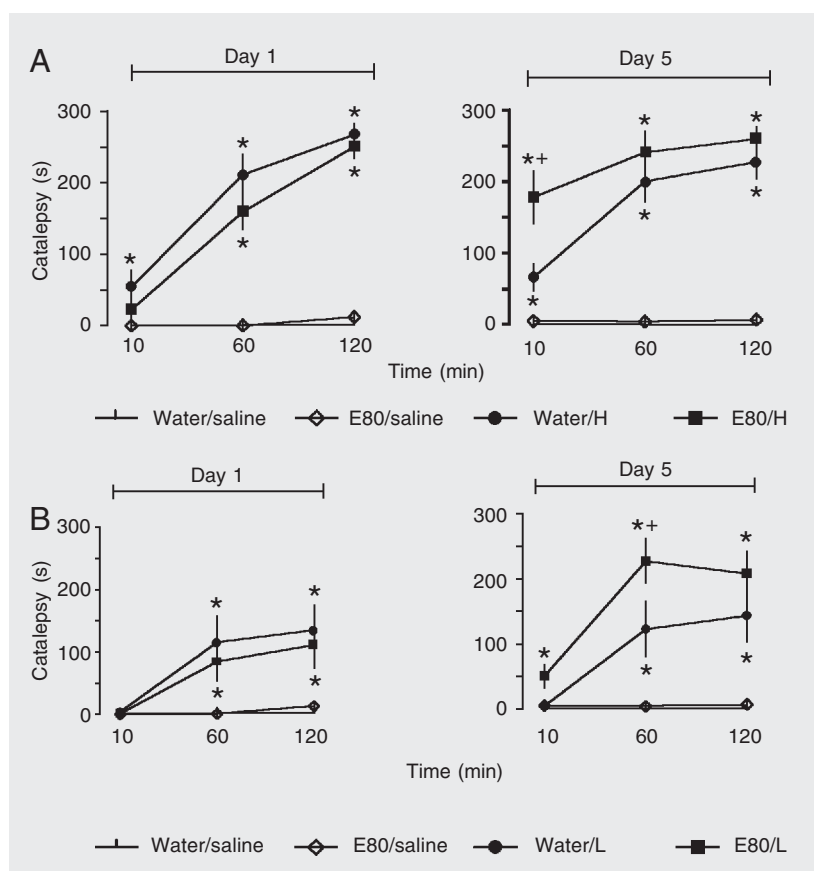 A
Day 1
Day 5
Catalepsy (s)
300
200
100
0
* * * * *
10 60 120
300
200
100
0
*+ * * * * *
10 60 120
Time (min)
Water/saline E80/saline Water/H E80/H
B
Day 1
Day 5
Catalepsy (s)
300
200
100
0
* * * *
10 60 120
300
200
100
0
* *+ * * *
10 60 120
Time (min)
Water/saline E80/saline Water/L E80/L